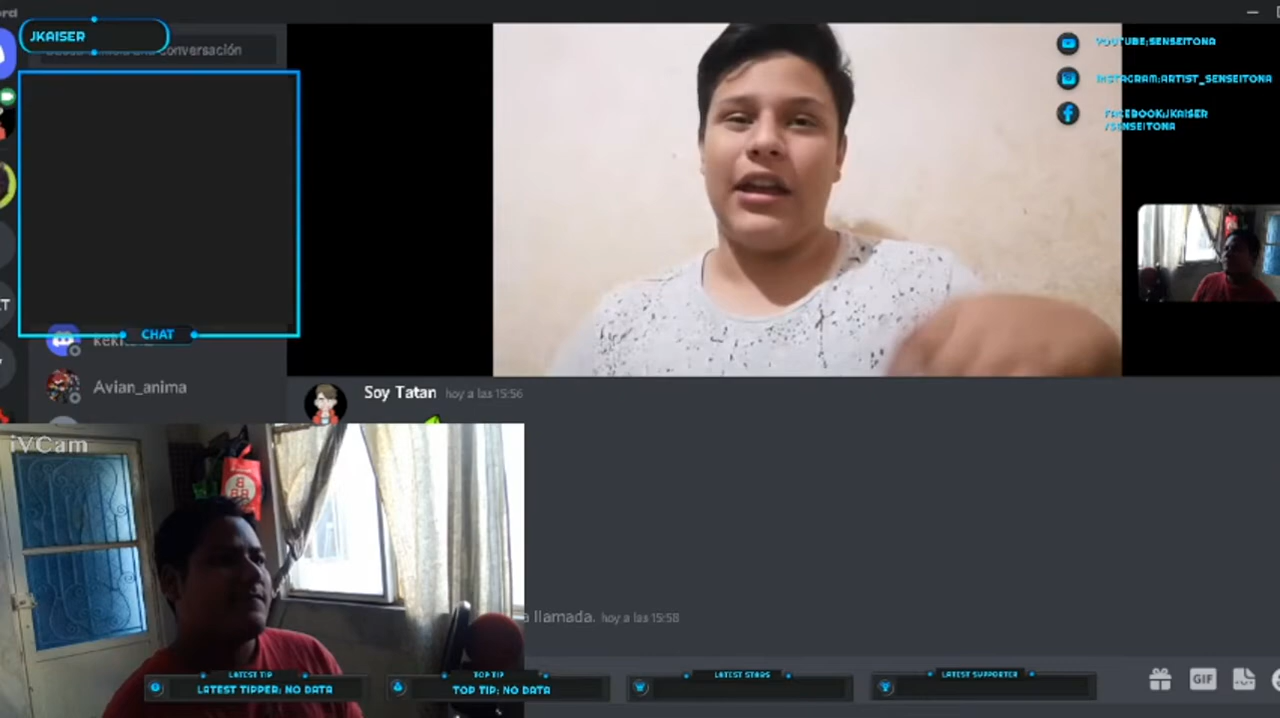 JKAISER
conversación
YOUTUBE:SENSEITONA
INSTAGRAM:ARTIST_SENSEITONA
FACEBOOK:JKAISER
/SENSEITONA
CHAT
Avian_anima
Soy Tatan hoy a las 15:56
iVCam
llamada. hoy a las 15:58
LATEST TIP
LATEST TIPPER: NO DATA
TOP TIP
TOP TIP: NO DATA
LATEST STARS
LATEST SUPPORTER
GIF